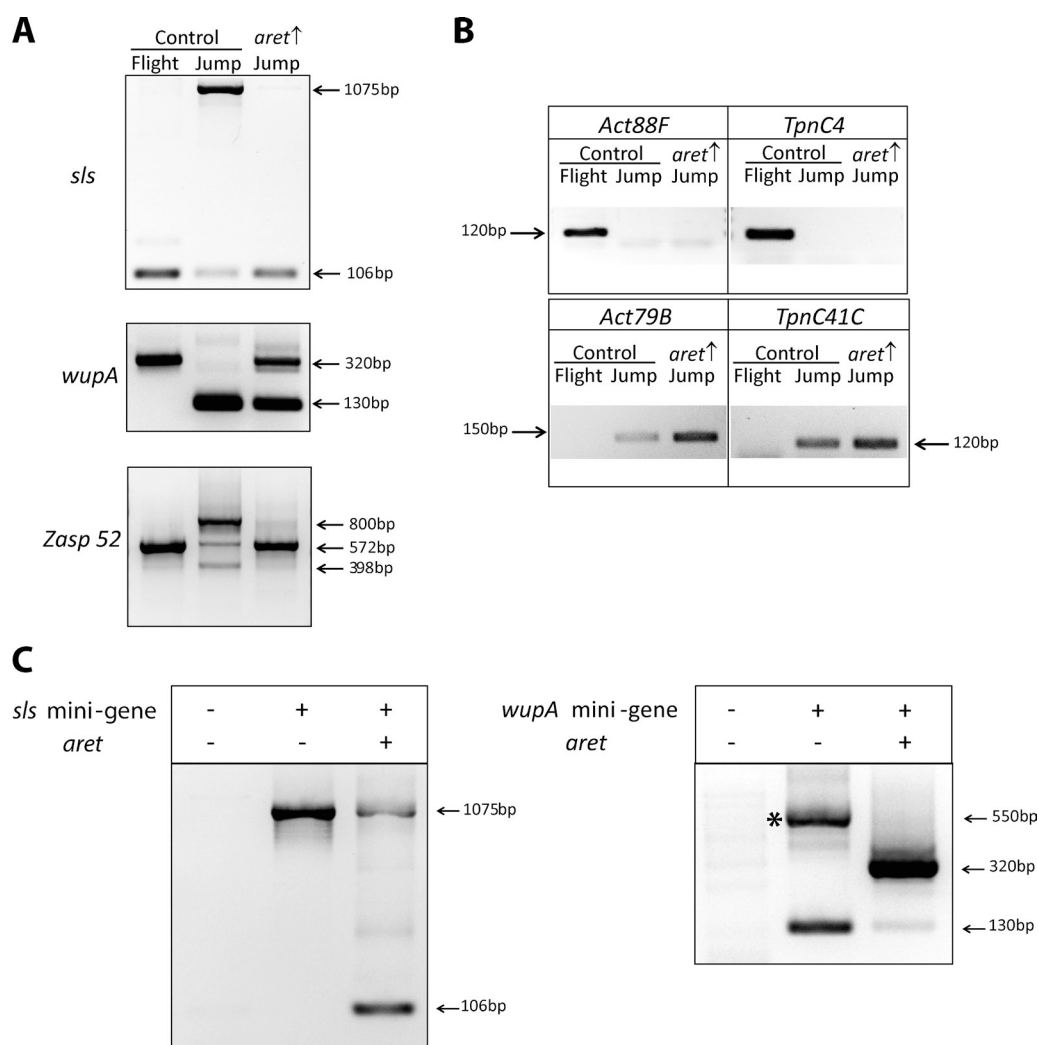 A
Control aret↑
Flight Jump Jump
sls
1075bp
106bp
wupA
320bp
130bp
Zasp 52
800bp
572bp
398bp
B
Act88F TpnC4
Control aret↑ Control aret↑
Flight Jump Jump Flight Jump Jump
120bp
Act79B TpnC41C
Control aret↑ Control aret↑
Flight Jump Jump Flight Jump Jump
150bp
120bp
C
sls mini-gene - + +
aret - - +
1075bp
106bp
wupA mini-gene - + +
aret - - +
*
550bp
320bp
130bp